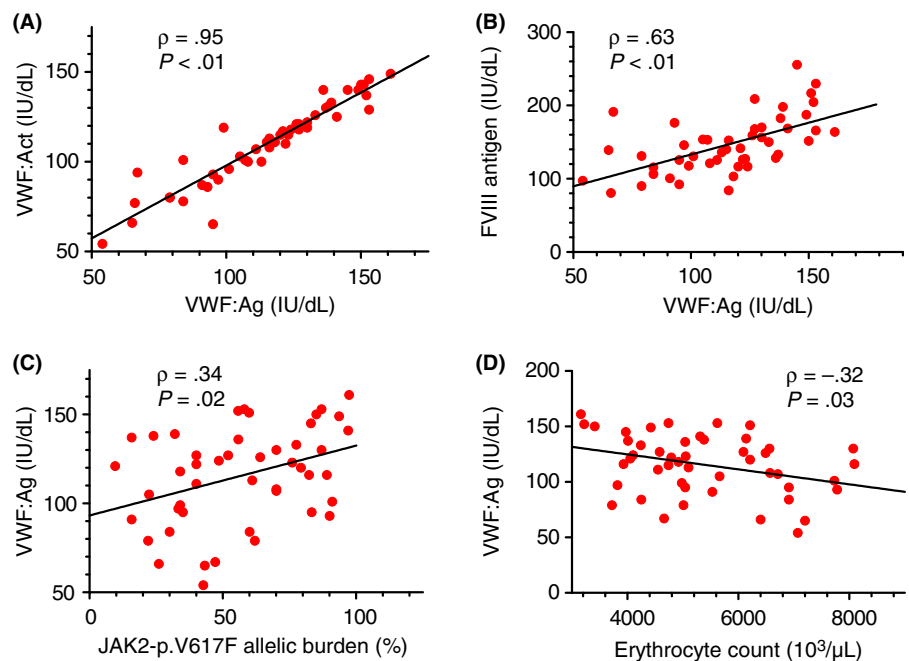 (A)
ρ = .95
P < .01
VWF:Act (IU/dL)
150
100
50
50 100 150
VWF:Ag (IU/dL)
(B)
ρ = .63
P < .01
FVIII antigen (IU/dL)
300
200
100
0
50 100 150
VWF:Ag (IU/dL)
(C)
ρ = .34
P = .02
VWF:Ag (IU/dL)
150
100
50
0 50 100
JAK2-p.V617F allelic burden (%)
(D)
ρ = –.32
P = .03
VWF:Ag (IU/dL)
200
150
100
50
0
4000 6000 8000
Erythrocyte count (10³/µL)